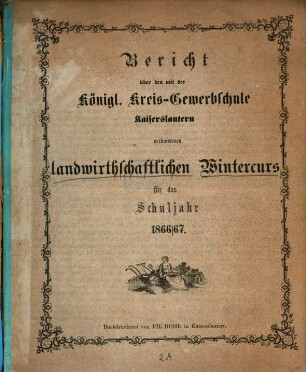 Bericht
über den mit der
Königl. Kreis-Gewerbschule
Kaiserslautern
verbundenen
landwirthschaftlichen Wintercurs
für das
Schuljahr
1866/67.
Buchdruckerei von PH. ROHR in Kaiserslautern.